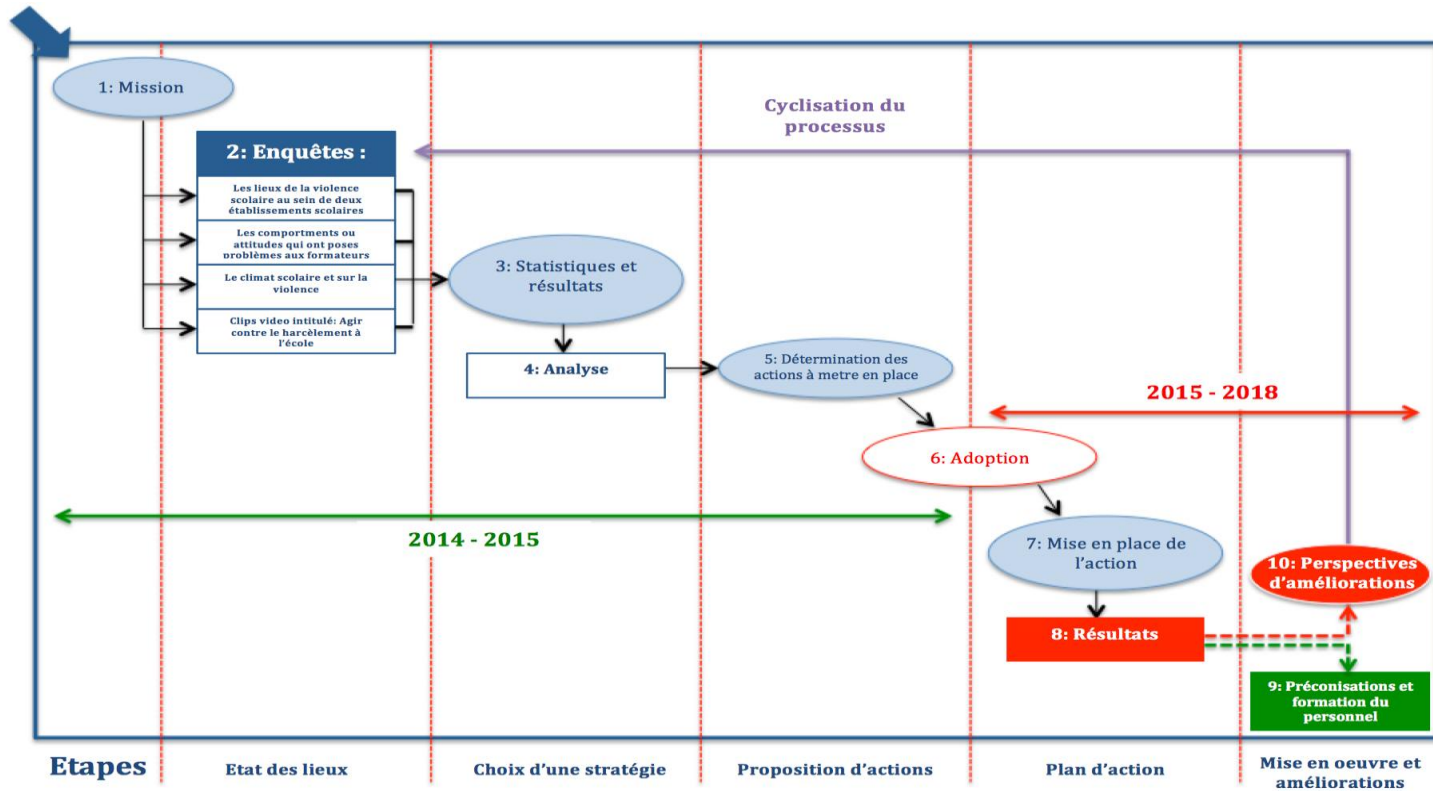 1: Mission
Cyclisation du
processus
2: Enquêtes :
Les lieux de la violence
scolaire au sein de deux
établissements scolaires
Les comportments ou
attitudes qui ont poses
problèmes aux formateurs
Le climat scolaire et sur la
violence
Clips video intitulé: Agir
contre le harcèlement à
l'école
3: Statistiques et
résultats
4: Analyse
5: Détermination des
actions à metre en place
2015 - 2018
6: Adoption
2014 - 2015
7: Mise en place de
l'action
10: Perspectives
d'améliorations
8: Résultats
9: Préconisations et
formation du
personnel
Etapes
Etat des lieux
Choix d'une stratégie
Proposition d'actions
Plan d'action
Mise en oeuvre et
améliorations